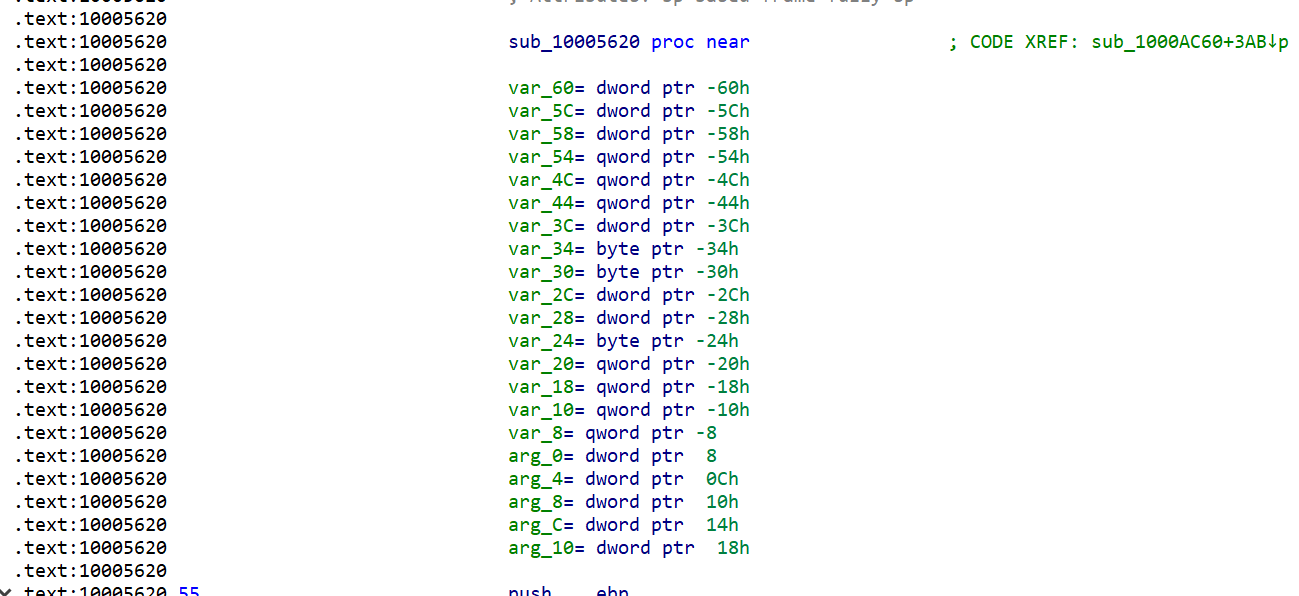 ; Attributes: bp-based frame fuzzy-sp
.text:10005620
.text:10005620 sub_10005620 proc near ; CODE XREF: sub_1000AC60+3AB↓p
.text:10005620
.text:10005620 var_60= dword ptr -60h
.text:10005620 var_5C= dword ptr -5Ch
.text:10005620 var_58= dword ptr -58h
.text:10005620 var_54= qword ptr -54h
.text:10005620 var_4C= qword ptr -4Ch
.text:10005620 var_44= qword ptr -44h
.text:10005620 var_3C= dword ptr -3Ch
.text:10005620 var_34= byte ptr -34h
.text:10005620 var_30= byte ptr -30h
.text:10005620 var_2C= dword ptr -2Ch
.text:10005620 var_28= dword ptr -28h
.text:10005620 var_24= byte ptr -24h
.text:10005620 var_20= qword ptr -20h
.text:10005620 var_18= qword ptr -18h
.text:10005620 var_10= qword ptr -10h
.text:10005620 var_8= qword ptr -8
.text:10005620 arg_0= dword ptr 8
.text:10005620 arg_4= dword ptr 0Ch
.text:10005620 arg_8= dword ptr 10h
.text:10005620 arg_C= dword ptr 14h
.text:10005620 arg_10= dword ptr 18h
.text:10005620
.text:10005620 55 push ebp